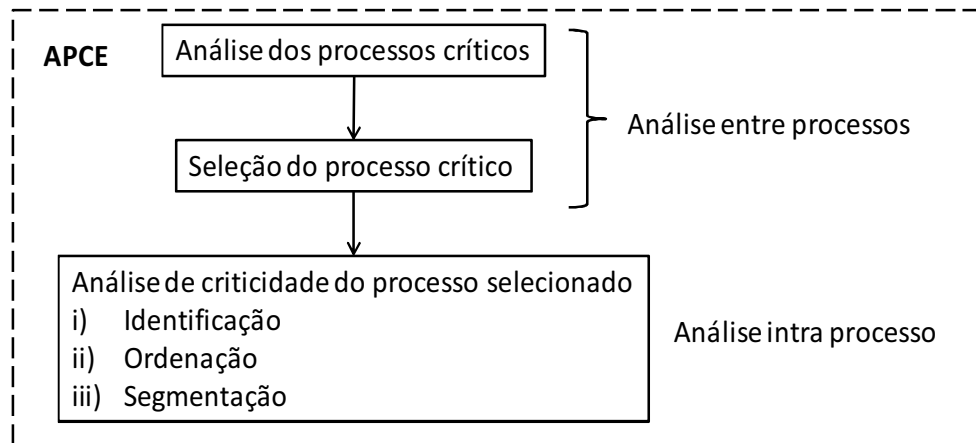 APCE
Análise dos processos críticos
Seleção do processo crítico
Análise entre processos
Análise de criticidade do processo selecionado
i) Identificação
ii) Ordenação
iii) Segmentação
Análise intra processo